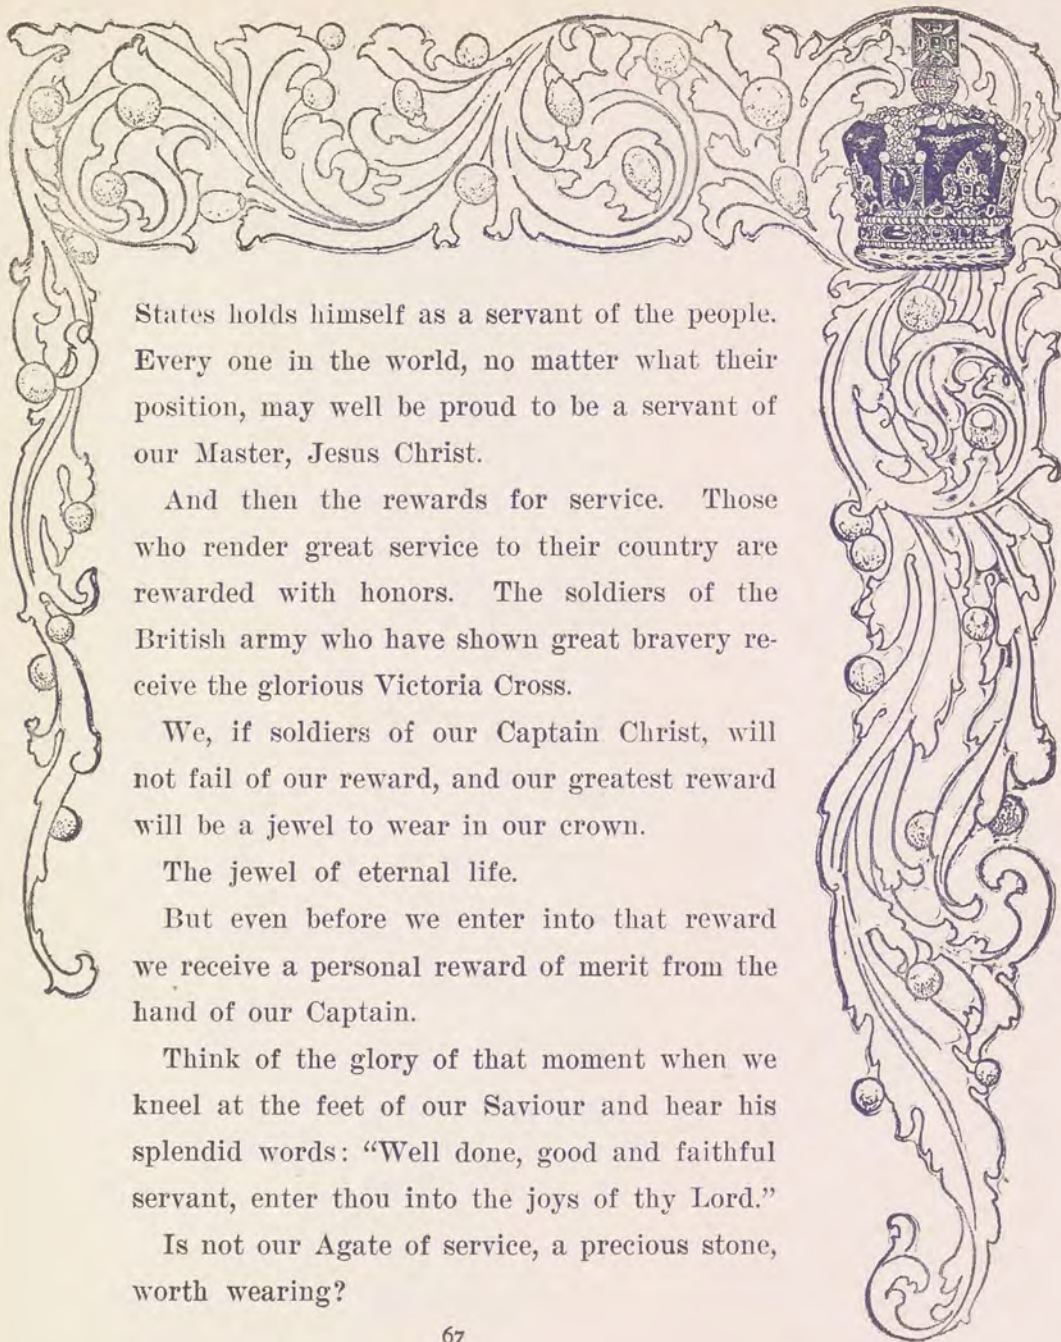 States holds himself as a servant of the people.
Every one in the world, no matter what their
position, may well be proud to be a servant of
our Master, Jesus Christ.
And then the rewards for service. Those
who render great service to their country are
rewarded with honors. The soldiers of the
British army who have shown great bravery re-
ceive the glorious Victoria Cross.
We, if soldiers of our Captain Christ, will
not fail of our reward, and our greatest reward
will be a jewel to wear in our crown.
The jewel of eternal life.
But even before we enter into that reward
we receive a personal reward of merit from the
hand of our Captain.
Think of the glory of that moment when we
kneel at the feet of our Saviour and hear his
splendid words: “Well done, good and faithful
servant, enter thou into the joys of thy Lord.”
Is not our Agate of service, a precious stone,
worth wearing?
67